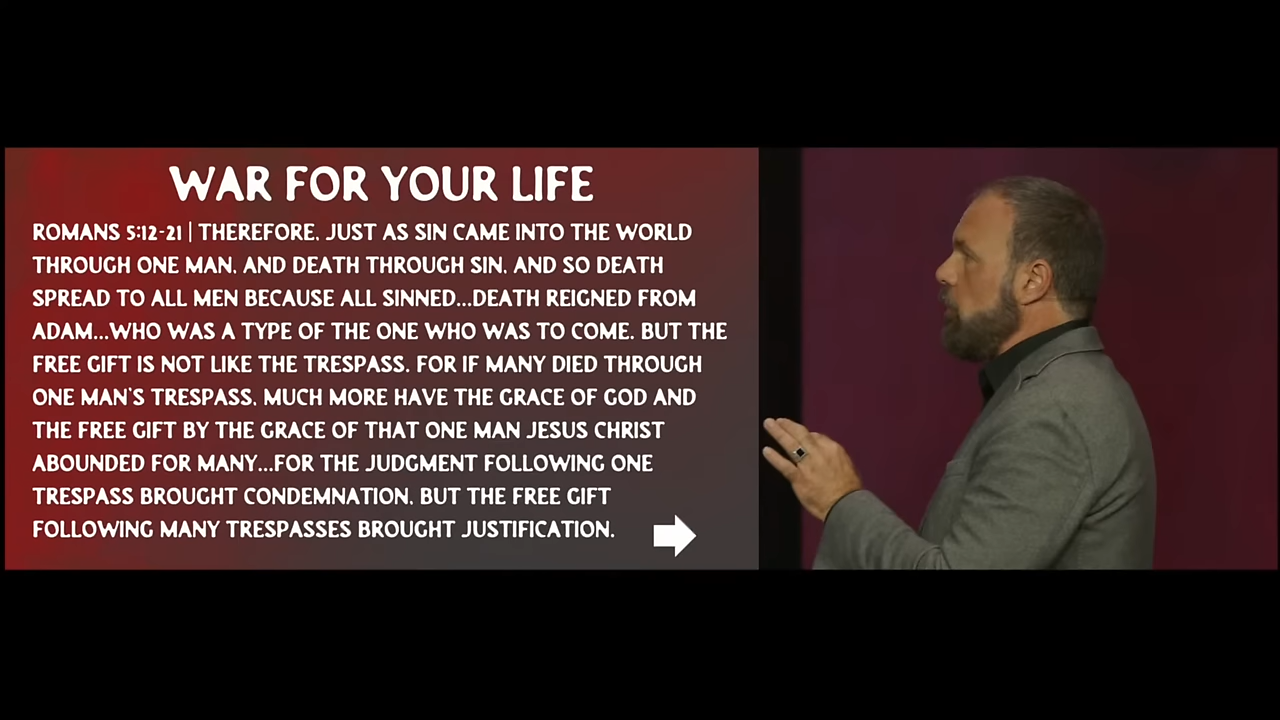 WAR FOR YOUR LIFE
ROMANS 5:12-21 | THEREFORE, JUST AS SIN CAME INTO THE WORLD
THROUGH ONE MAN, AND DEATH THROUGH SIN, AND SO DEATH
SPREAD TO ALL MEN BECAUSE ALL SINNED...DEATH REIGNED FROM
ADAM...WHO WAS A TYPE OF THE ONE WHO WAS TO COME. BUT THE
FREE GIFT IS NOT LIKE THE TRESPASS. FOR IF MANY DIED THROUGH
ONE MAN'S TRESPASS, MUCH MORE HAVE THE GRACE OF GOD AND
THE FREE GIFT BY THE GRACE OF THAT ONE MAN JESUS CHRIST
ABOUNDED FOR MANY...FOR THE JUDGMENT FOLLOWING ONE
TRESPASS BROUGHT CONDEMNATION, BUT THE FREE GIFT
FOLLOWING MANY TRESPASSES BROUGHT JUSTIFICATION.